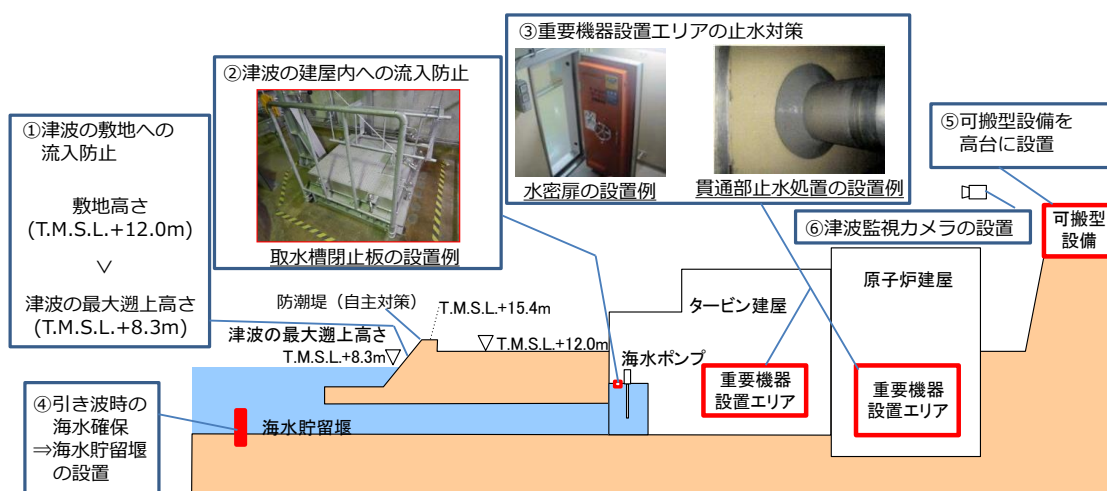 ①津波の敷地への
流入防止
敷地高さ
(T.M.S.L.+12.0m)
∨
津波の最大遡上高さ
(T.M.S.L.+8.3m)
②津波の建屋内への流入防止
取水槽閉止板の設置例
③重要機器設置エリアの止水対策
水密扉の設置例
貫通部止水処置の設置例
⑤可搬型設備を
高台に設置
⑥津波監視カメラの設置
可搬型
設備
原子炉建屋
タービン建屋
防潮堤（自主対策）
T.M.S.L.+15.4m
津波の最大遡上高さ
T.M.S.L.+8.3m
T.M.S.L.+12.0m
海水ポンプ
重要機器
設置エリア
重要機器
設置エリア
④引き波時の
海水確保
⇒海水貯留堰
の設置
海水貯留堰